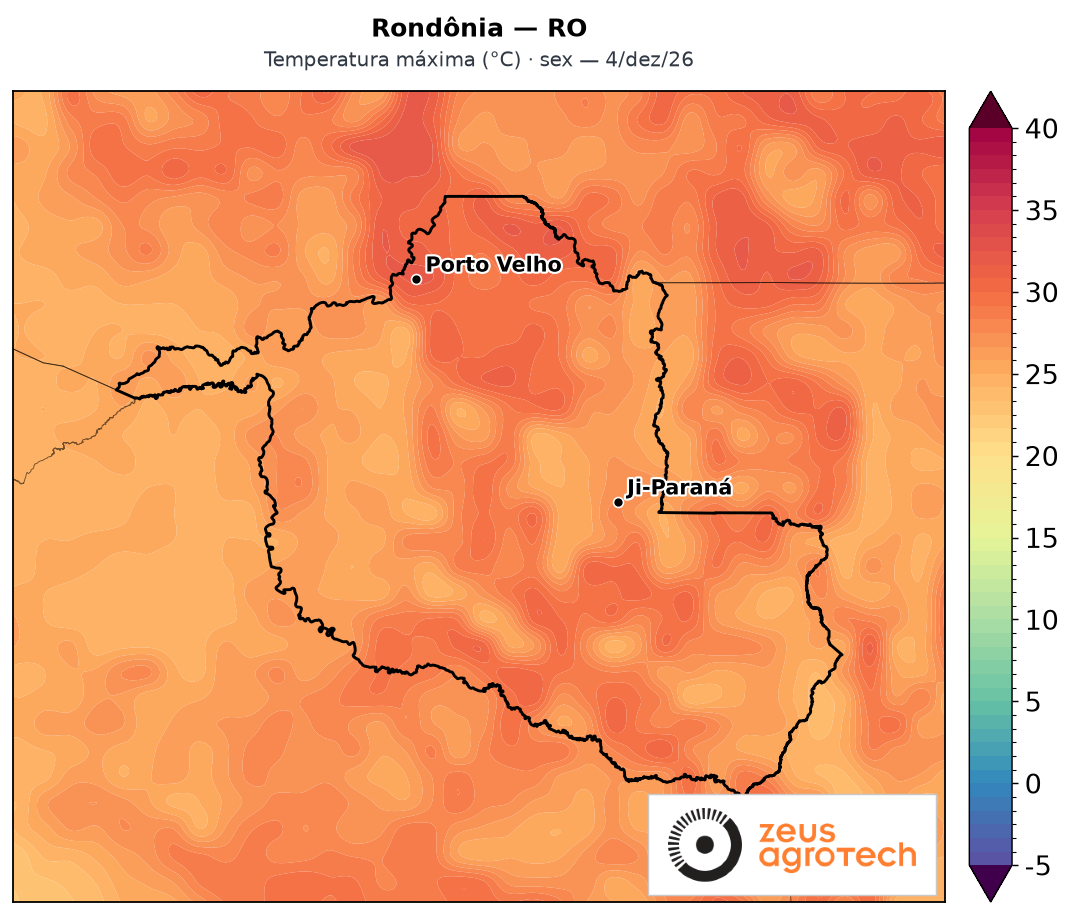 Rondônia — RO
Temperatura máxima (°C) · sex — 4/dez/26
Porto Velho
Ji-Paraná
40
35
30
25
20
15
10
5
0
-5
zeus
agrotech